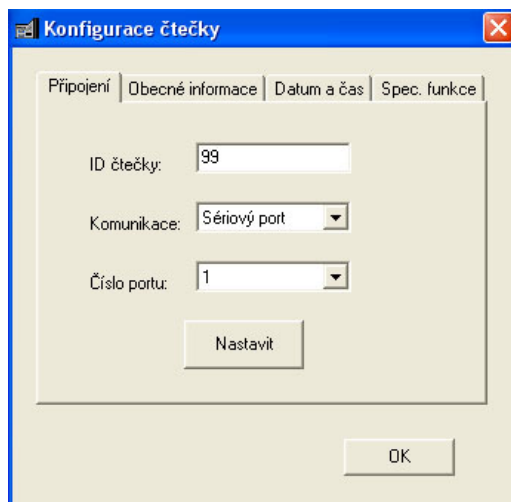 Konfigurace čtečky
Připojení Obecné informace Datum a čas Spec. funkce
ID čtečky: 99
Komunikace: Sériový port
Číslo portu: 1
Nastavit
OK